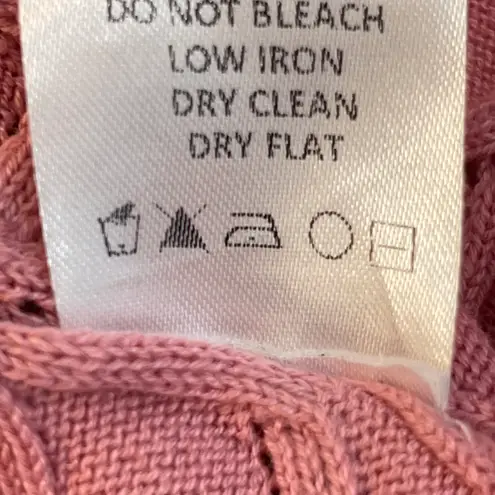 DO NOT BLEACH
LOW IRON
DRY CLEAN
DRY FLAT